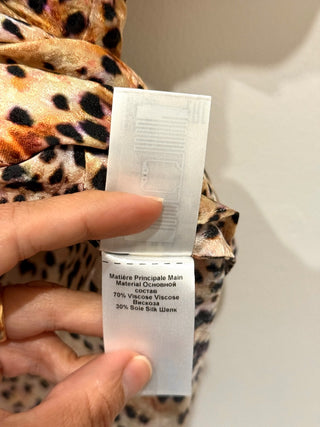 Matière Principale Main
Material Основной
состав
70% Viscose Viscose
Вискоза
30% Soie Silk Шелк